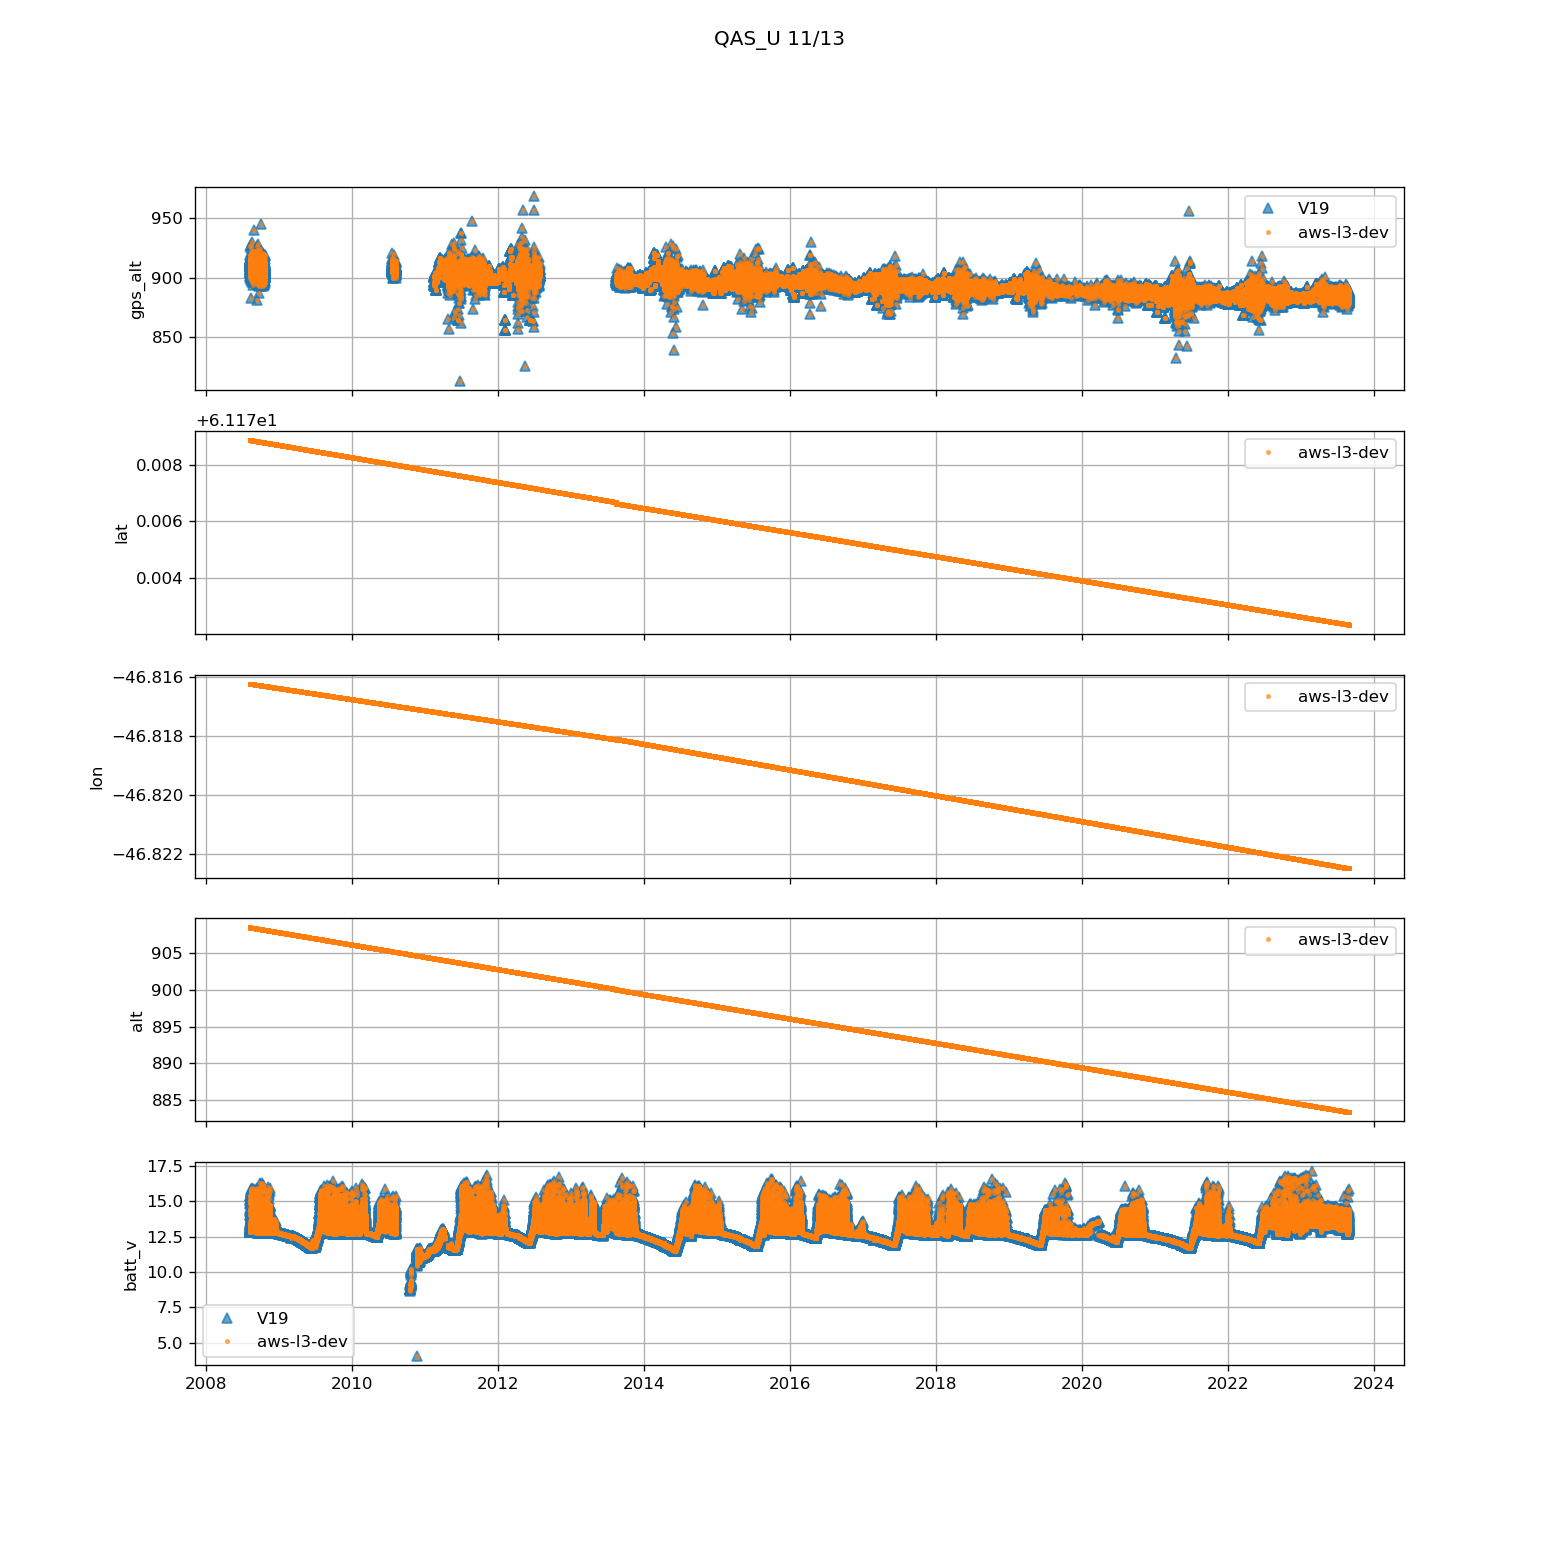 QAS_U 11/13
950
900
850
gps_alt
V19
aws-l3-dev
+6.117e1
0.008
0.006
0.004
lat
aws-l3-dev
−46.816
−46.818
−46.820
−46.822
lon
aws-l3-dev
905
900
895
890
885
alt
aws-l3-dev
17.5
15.0
12.5
10.0
7.5
5.0
batt_v
V19
aws-l3-dev
2008 2010 2012 2014 2016 2018 2020 2022 2024